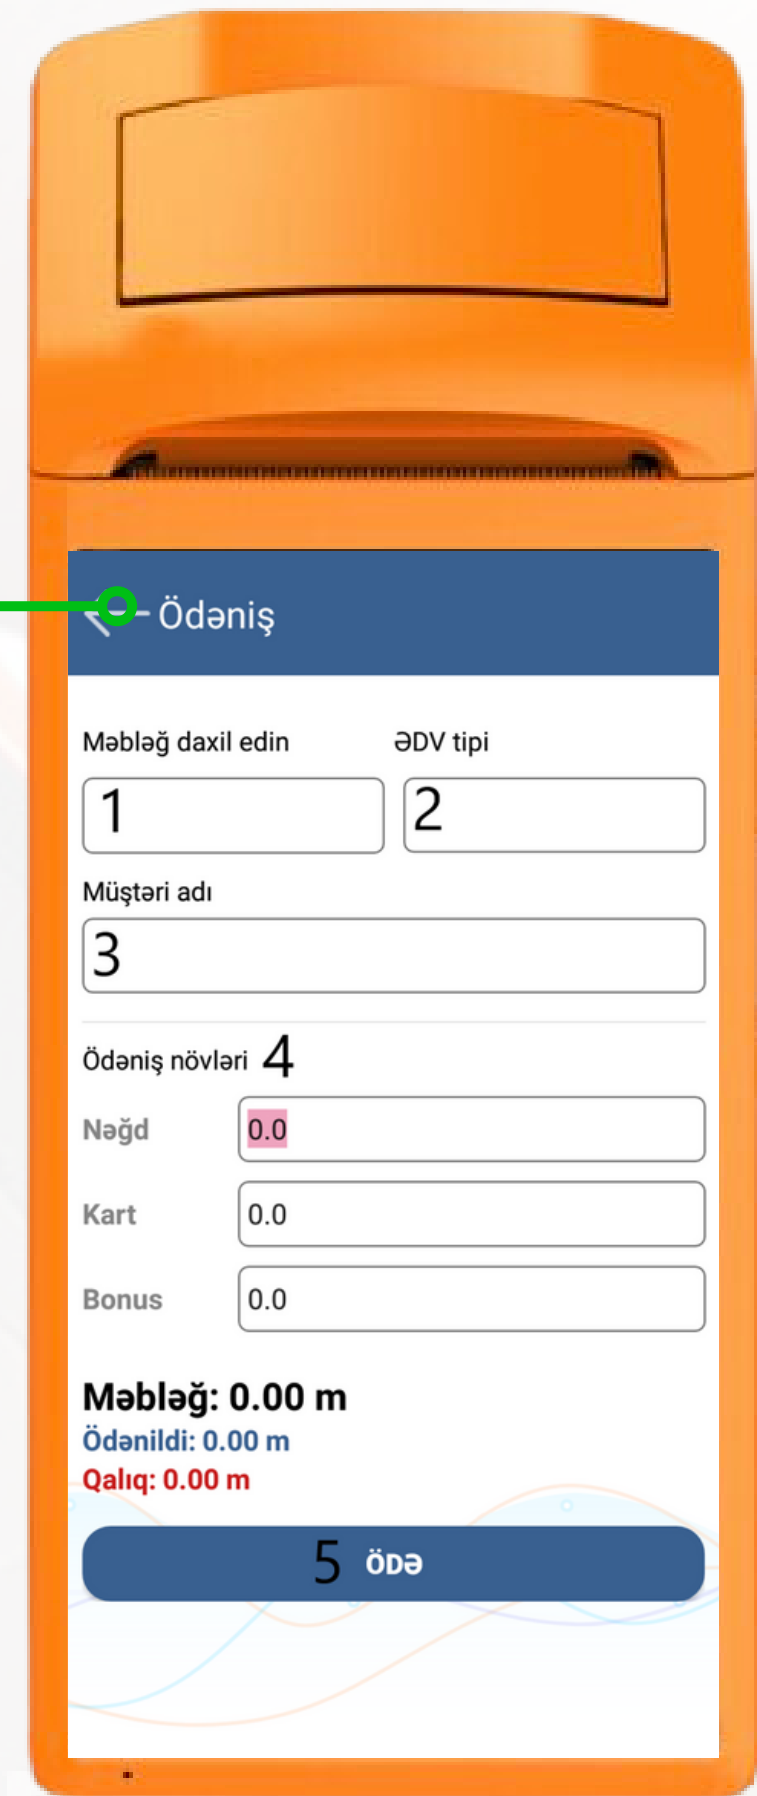 Ödəniş
Məbləğ daxil edin ƏDV tipi
1 2
Müştəri adı
3
Ödəniş növləri 4
Nəğd 0.0
Kart 0.0
Bonus 0.0
Məbləğ: 0.00 m
Ödənildi: 0.00 m
Qalıq: 0.00 m
5 ÖDƏ